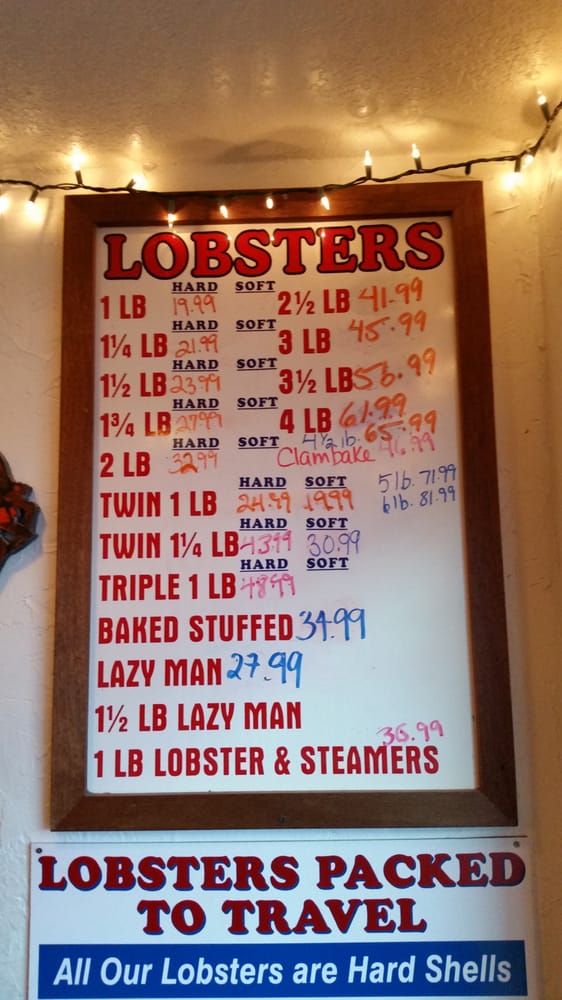 LOBSTERS
HARD SOFT
1 LB 19.99 2½ LB 41.99
HARD SOFT
1¼ LB 21.99 3 LB 45.99
HARD SOFT
1½ LB 23.99 3½ LB 56.99
HARD SOFT
1¾ LB 27.99 4 LB 61.99
4½ lb. 65.99
HARD SOFT
2 LB 32.99 Clambake 46.99
HARD SOFT 5 lb. 71.99
TWIN 1 LB 24.99 19.99 6 lb. 81.99
HARD SOFT
TWIN 1¼ LB 43.99 30.99
HARD SOFT
TRIPLE 1 LB 48.99
BAKED STUFFED 34.99
LAZY MAN 27.99
1½ LB LAZY MAN
36.99
1 LB LOBSTER & STEAMERS
LOBSTERS PACKED
TO TRAVEL
All Our Lobsters are Hard Shells